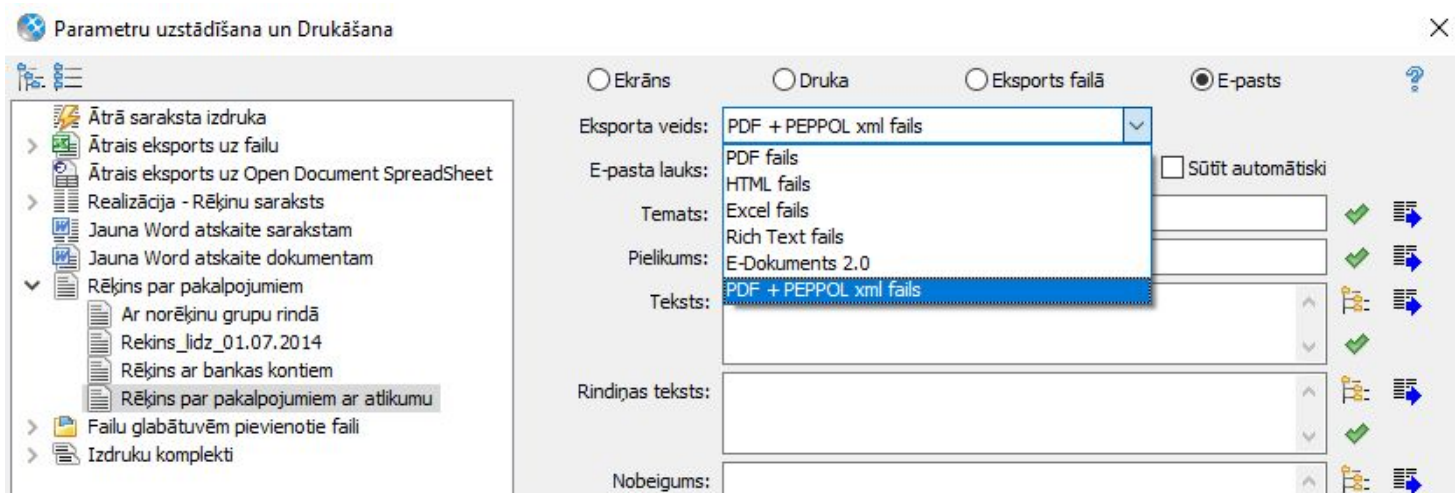 Parametru uzstādīšana un Drukāšana
Ekrāns
Druka
Eksports failā
E-pasts
Ātrā saraksta izdruka
Ātrais eksports uz failu
Ātrais eksports uz Open Document SpreadSheet
Realizācija - Rēķinu saraksts
Jauna Word atskaite sarakstam
Jauna Word atskaite dokumentam
Rēķins par pakalpojumiem
Ar norēķinu grupu rindā
Rekins_lidz_01.07.2014
Rēķins ar bankas kontiem
Rēķins par pakalpojumiem ar atlikumu
Failu glabātuvēm pievienotie faili
Izdruku komplekti
Eksporta veids: PDF + PEPPOL xml fails
PDF fails
HTML fails
Excel fails
Rich Text fails
E-Dokuments 2.0
PDF + PEPPOL xml fails
E-pasta lauks:
Sūtīt automātiski
Temats:
Pielikums:
Teksts:
Rindiņas teksts:
Nobeigums: